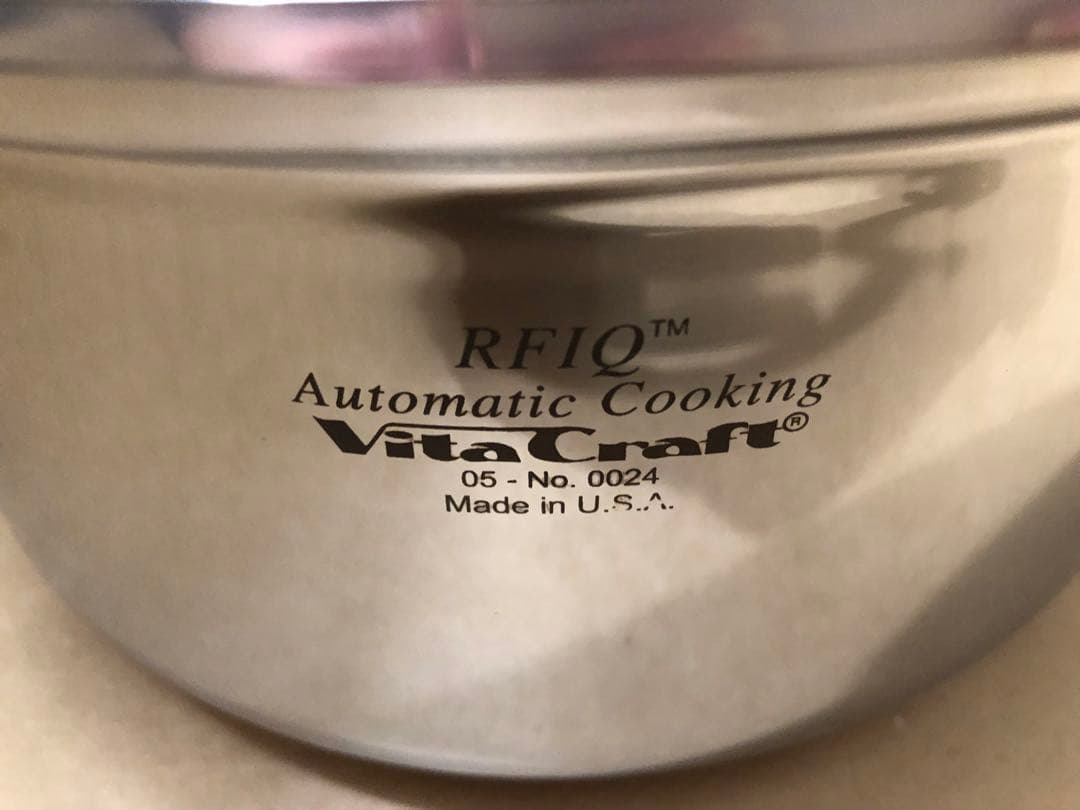 RFIQ™
Automatic Cooking
VitaCraft®
05 - No. 0024
Made in U.S.A.